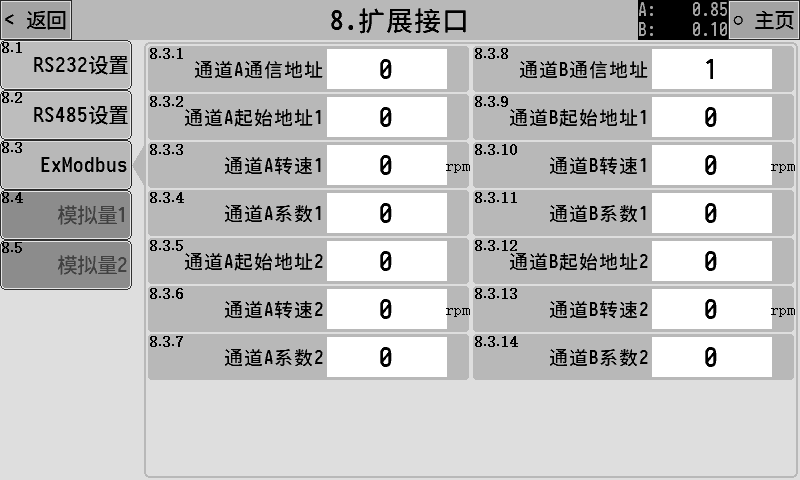 < 返回
8.扩展接口
A: 0.85
B: 0.10
○ 主页
8.1 RS232设置
8.2 RS485设置
8.3 ExModbus
8.4 模拟量1
8.5 模拟量2
8.3.1 通道A通信地址 0
8.3.2 通道A起始地址1 0
8.3.3 通道A转速1 0 rpm
8.3.4 通道A系数1 0
8.3.5 通道A起始地址2 0
8.3.6 通道A转速2 0 rpm
8.3.7 通道A系数2 0
8.3.8 通道B通信地址 1
8.3.9 通道B起始地址1 0
8.3.10 通道B转速1 0 rpm
8.3.11 通道B系数1 0
8.3.12 通道B起始地址2 0
8.3.13 通道B转速2 0 rpm
8.3.14 通道B系数2 0